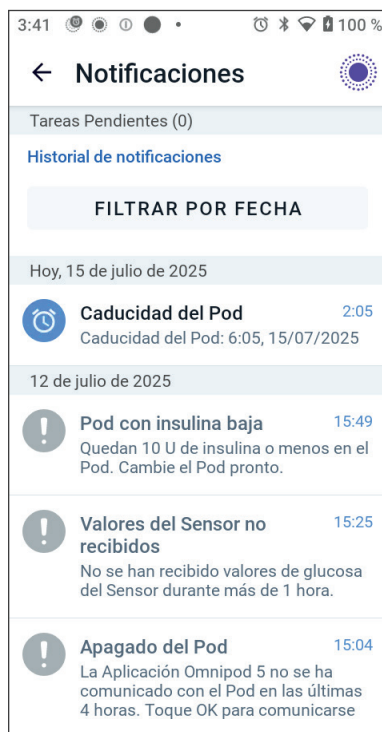 3:41 100 %
Notificaciones
Tareas Pendientes (0)
Historial de notificaciones
FILTRAR POR FECHA
Hoy, 15 de julio de 2025
Caducidad del Pod 2:05
Caducidad del Pod: 6:05, 15/07/2025
12 de julio de 2025
Pod con insulina baja 15:49
Quedan 10 U de insulina o menos en el
Pod. Cambie el Pod pronto.
Valores del Sensor no 15:25
recibidos
No se han recibido valores de glucosa
del Sensor durante más de 1 hora.
Apagado del Pod 15:04
La Aplicación Omnipod 5 no se ha
comunicado con el Pod en las últimas
4 horas. Toque OK para comunicarse